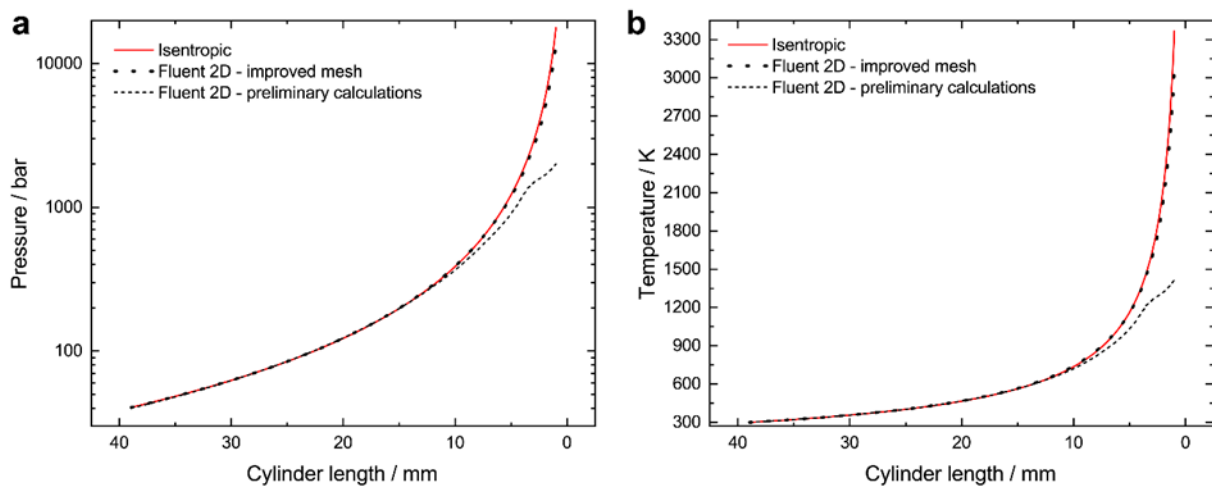 a
Isentropic
Fluent 2D - improved mesh
Fluent 2D - preliminary calculations
10000
1000
100
Pressure / bar
40 30 20 10 0
Cylinder length / mm
b
Isentropic
Fluent 2D - improved mesh
Fluent 2D - preliminary calculations
3300
3000
2700
2400
2100
1800
1500
1200
900
600
300
Temperature / K
40 30 20 10 0
Cylinder length / mm